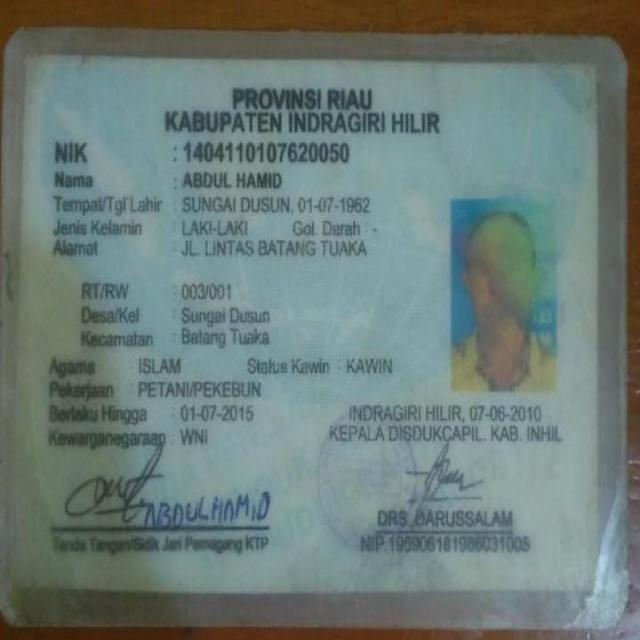 PROVINSI RIAU
KABUPATEN INDRAGIRI HILIR
NIK : 1404110107620050
Nama : ABDUL HAMID
Tempat/Tgl Lahir : SUNGAI DUSUN, 01-07-1962
Jenis Kelamin : LAKI-LAKI Gol. Darah : -
Alamat : JL. LINTAS BATANG TUAKA
RT/RW : 003/001
Desa/Kel : Sungai Dusun
Kecamatan : Batang Tuaka
Agama : ISLAM Status Kawin : KAWIN
Pekerjaan : PETANI/PEKEBUN
Berlaku Hingga : 01-07-2015
Kewarganegaraan : WNI
INDRAGIRI HILIR, 07-06-2010
KEPALA DISDUKCAPIL. KAB. INHIL
ABDUL HAMID
Tanda Tangan/Sidik Jari Pemegang KTP
DRS. DARUSSALAM
NIP.195906181986031005